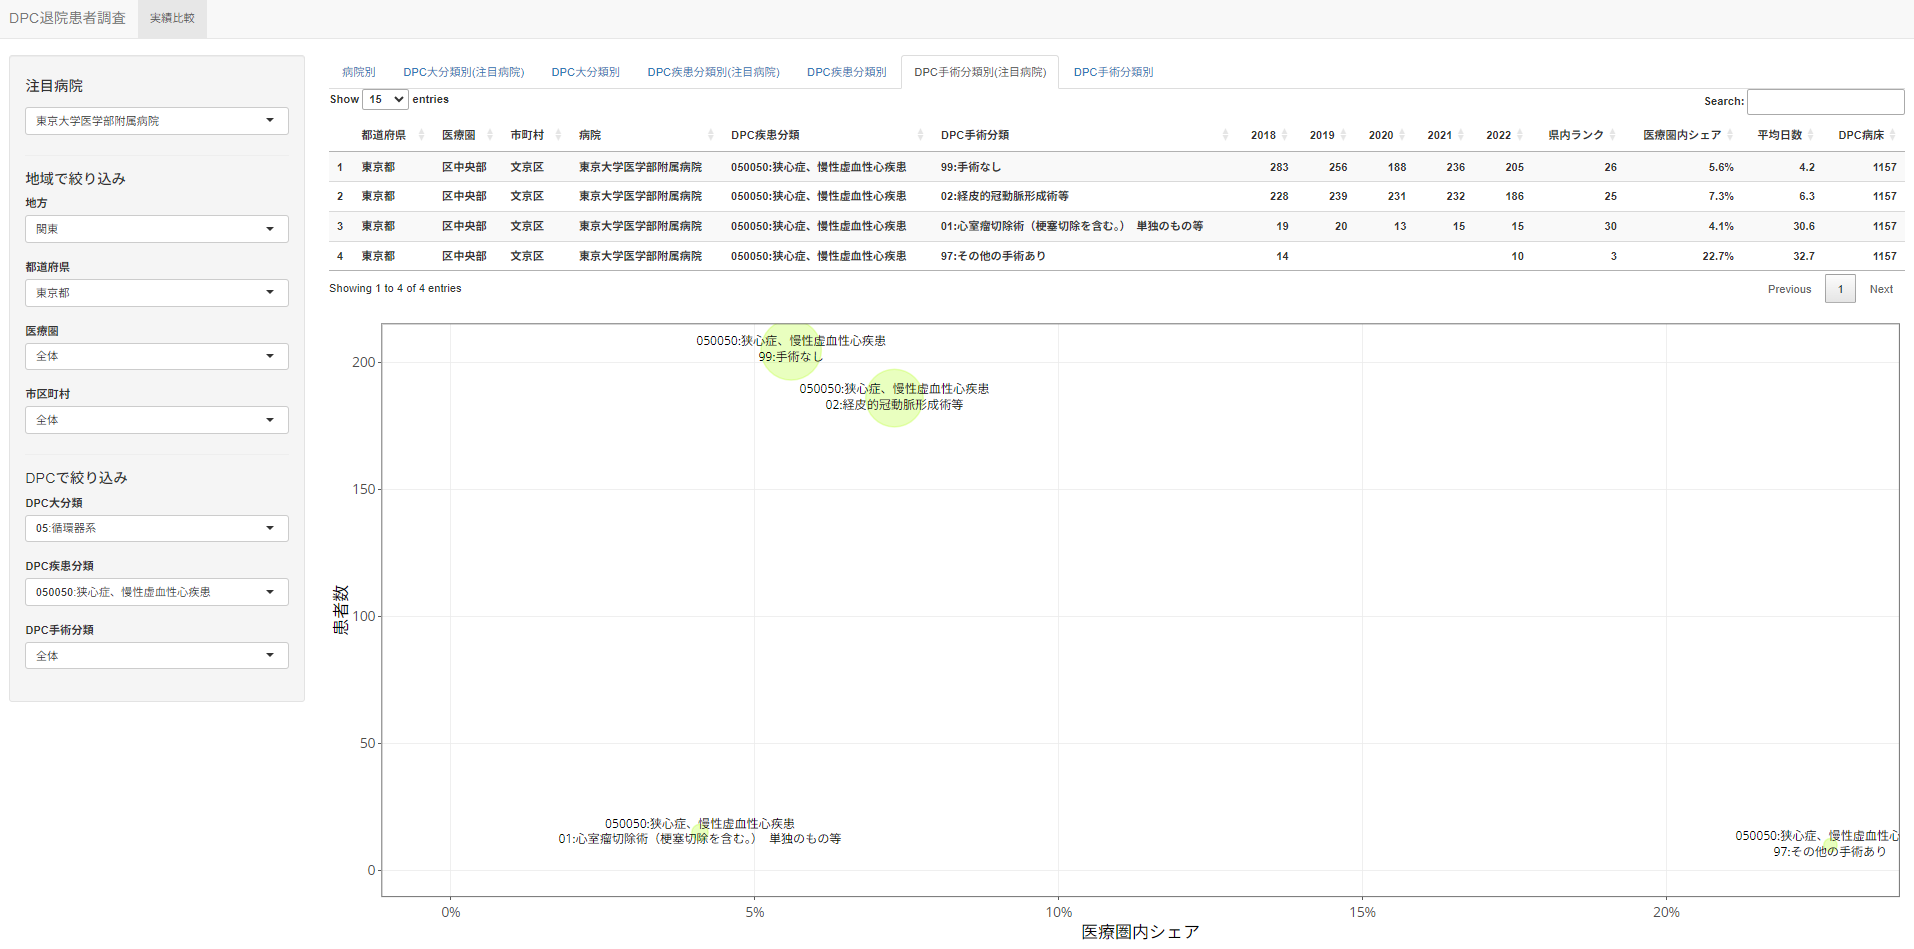 DPC退院患者調査 実績比較
注目病院
東京大学医学部附属病院
地域で絞り込み
地方
関東
都道府県
東京都
医療圏
全体
市区町村
全体
DPCで絞り込み
DPC大分類
05:循環器系
DPC疾患分類
050050:狭心症、慢性虚血性心疾患
DPC手術分類
全体
病院別 DPC大分類別(注目病院) DPC大分類別 DPC疾患分類別(注目病院) DPC疾患分類別 DPC手術分類別(注目病院) DPC手術分類別
Show 15 entries Search:
都道府県 医療圏 市町村 病院 DPC疾患分類 DPC手術分類 2018 2019 2020 2021 2022 県内ランク 医療圏内シェア 平均日数 DPC病床
1 東京都 区中央部 文京区 東京大学医学部附属病院 050050:狭心症、慢性虚血性心疾患 99:手術なし 283 256 188 236 205 26 5.6% 4.2 1157
2 東京都 区中央部 文京区 東京大学医学部附属病院 050050:狭心症、慢性虚血性心疾患 02:経皮的冠動脈形成術等 228 239 231 232 186 25 7.3% 6.3 1157
3 東京都 区中央部 文京区 東京大学医学部附属病院 050050:狭心症、慢性虚血性心疾患 01:心室瘤切除術（梗塞切除を含む。） 単独のもの等 19 20 13 15 15 30 4.1% 30.6 1157
4 東京都 区中央部 文京区 東京大学医学部附属病院 050050:狭心症、慢性虚血性心疾患 97:その他の手術あり 14 10 3 22.7% 32.7 1157
Showing 1 to 4 of 4 entries Previous 1 Next
050050:狭心症、慢性虚血性心疾患
99:手術なし
050050:狭心症、慢性虚血性心疾患
02:経皮的冠動脈形成術等
050050:狭心症、慢性虚血性心疾患
01:心室瘤切除術（梗塞切除を含む。） 単独のもの等
050050:狭心症、慢性虚血性心
97:その他の手術あり
患者数
200
150
100
50
0
0% 5% 10% 15% 20%
医療圏内シェア